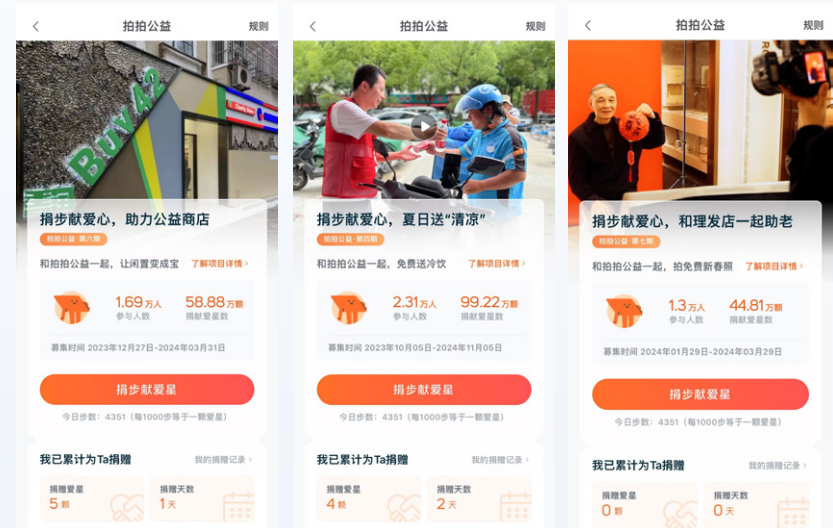 拍拍公益
规则
BUY42
捐步献爱心，助力公益商店
拍拍公益·第六期
和拍拍公益一起，让闲置变成宝
了解项目详情 ›
1.69 万人
参与人数
58.88 万颗
捐献爱星数
募集时间 2023年12月27日-2024年03月31日
捐步献爱星
今日步数：4351（每1000步等于一颗爱星）
我已累计为Ta捐赠
我的捐赠记录 ›
捐赠爱星
5 颗
捐赠天数
1 天
拍拍公益
规则
捐步献爱心，夏日送“清凉”
拍拍公益·第四期
和拍拍公益一起，免费送冷饮
了解项目详情 ›
2.31 万人
参与人数
99.22 万颗
捐献爱星数
募集时间 2023年10月05日-2024年11月05日
捐步献爱星
今日步数：4351（每1000步等于一颗爱星）
我已累计为Ta捐赠
我的捐赠记录 ›
捐赠爱星
4 颗
捐赠天数
2 天
拍拍公益
规则
捐步献爱心，和理发店一起助老
拍拍公益·第七期
和拍拍公益一起，拍免费新春照
了解项目详情 ›
1.3 万人
参与人数
44.81 万颗
捐献爱星数
募集时间 2024年01月29日-2024年03月29日
捐步献爱星
今日步数：4351（每1000步等于一颗爱星）
我已累计为Ta捐赠
我的捐赠记录 ›
捐赠爱星
0 颗
捐赠天数
0 天